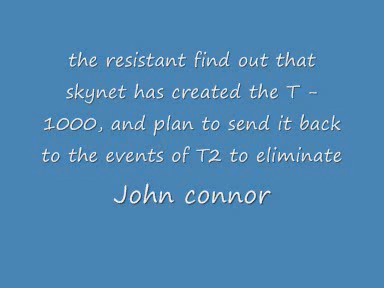 the resistant find out that
skynet has created the T -
1000, and plan to send it back
to the events of T2 to eliminate
John connor